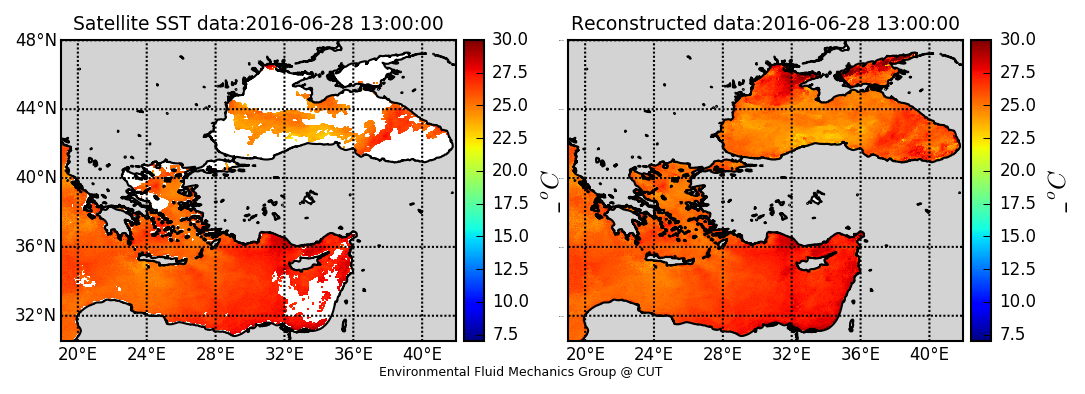 Satellite SST data:2016-06-28 13:00:00
Reconstructed data:2016-06-28 13:00:00
48°N
44°N
40°N
36°N
32°N
20°E 24°E 28°E 32°E 36°E 40°E
30.0
27.5
25.0
22.5
20.0
17.5
15.0
12.5
10.0
7.5
_ °C
20°E 24°E 28°E 32°E 36°E 40°E
30.0
27.5
25.0
22.5
20.0
17.5
15.0
12.5
10.0
7.5
_ °C
Environmental Fluid Mechanics Group @ CUT